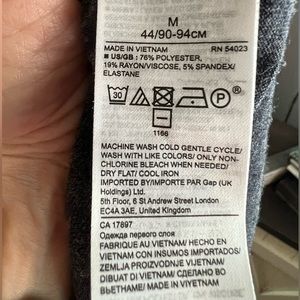 M
44/90-94см
MADE IN VIETNAM RN 54023
■ US/GB : 76% POLYESTER,
19% RAYON/VISCOSE, 5% SPANDEX/
ELASTANE
30 P
1166
MACHINE WASH COLD GENTLE CYCLE/
WASH WITH LIKE COLORS/ ONLY NON-
CHLORINE BLEACH WHEN NEEDED/
DRY FLAT/ COOL IRON
IMPORTED BY/IMPORTE PAR Gap (UK
Holdings) Ltd.
5th Floor, 6 St Andrew Street London
EC4A 3AE, United Kingdom
CA 17897
Одежда первого слоя
FABRIQUE AU VIETNAM/ HECHO EN
VIETNAM CON INSUMOS IMPORTADOS/
ZEMLJA PROIZVODNJE VIJETNAM/
DIBUAT DI VIETNAM/ СДЕЛАНО ВО
ВЬЕТНАМЕ/ MADE IN VIYETNAM